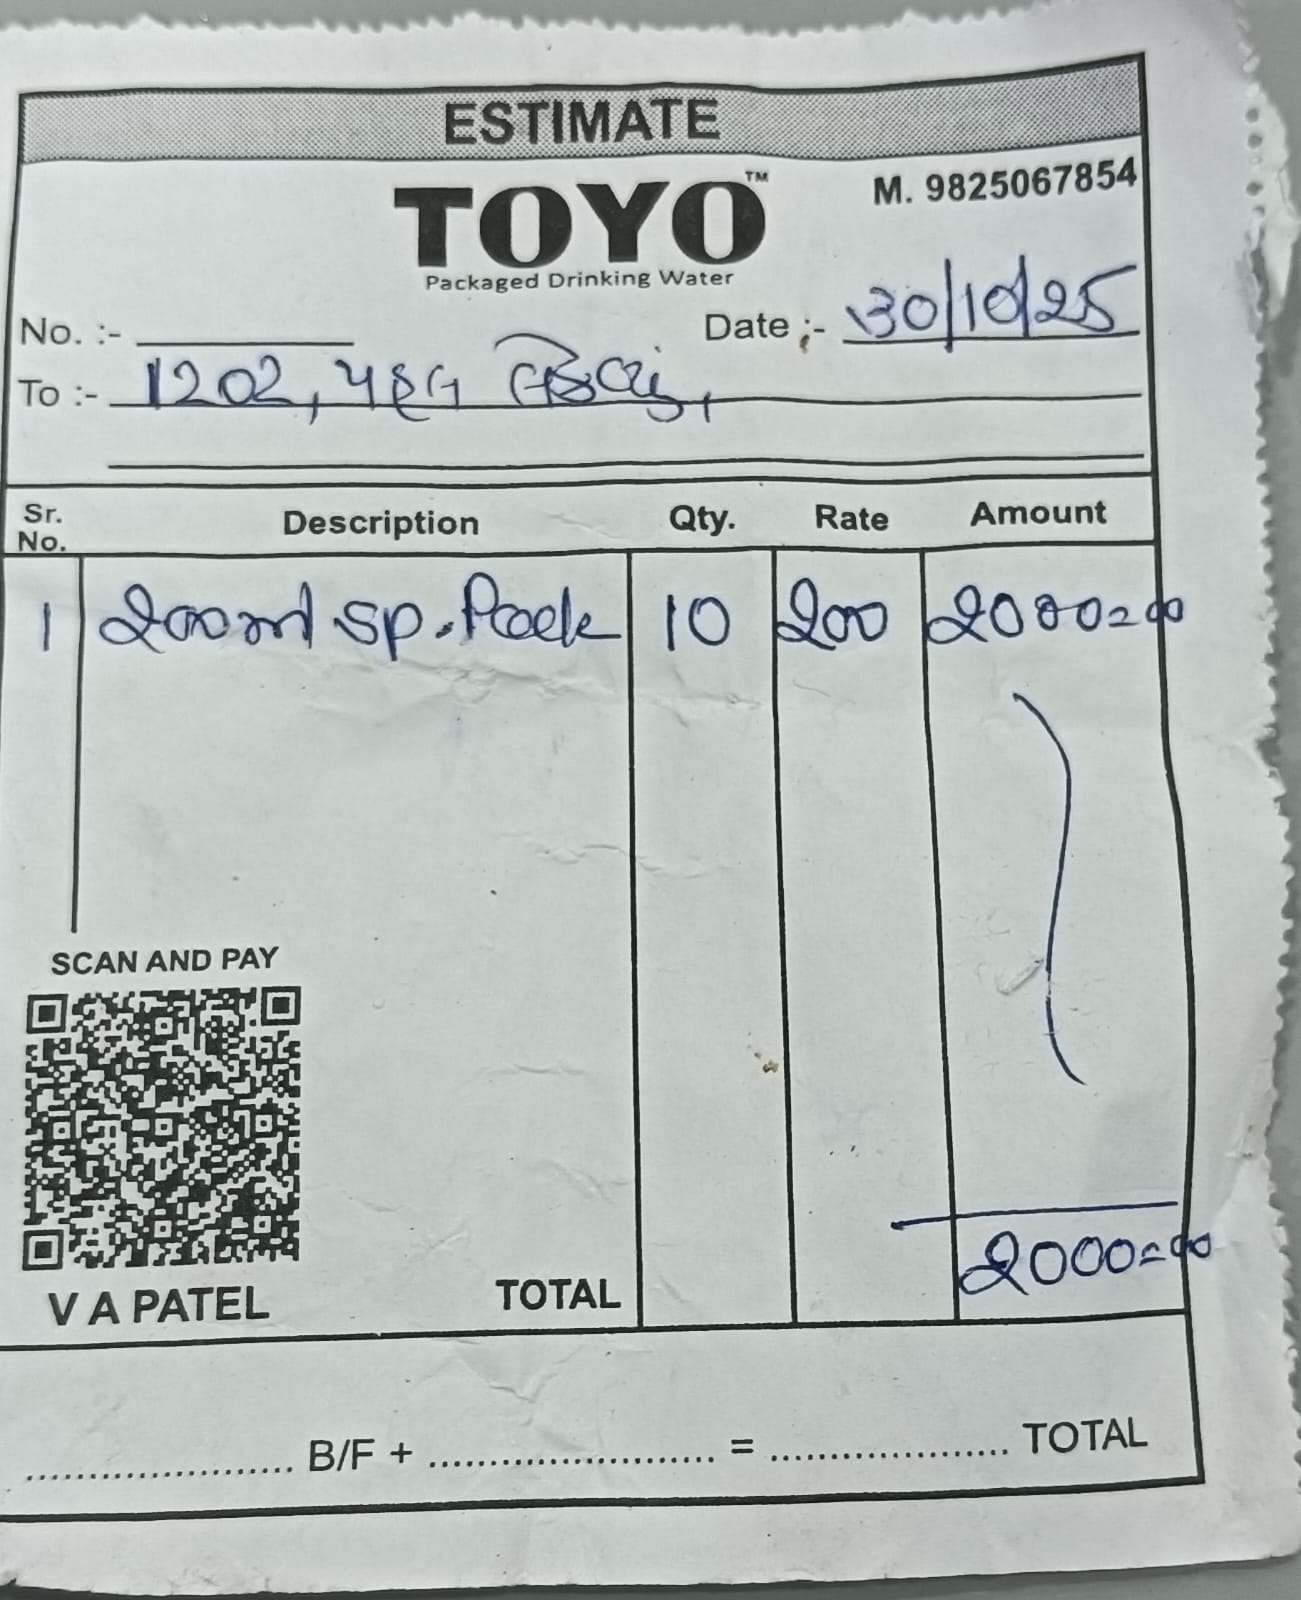 ESTIMATE
TOYO™
M. 9825067854
Packaged Drinking Water
No. :-
Date :- 30/10/25
To :- 1202,
Sr. No. Description Qty. Rate Amount
1 200ml sp. Pack 10 200 2000=00
SCAN AND PAY
V A PATEL
TOTAL 2000=00
.................... B/F + .................... = .................... TOTAL